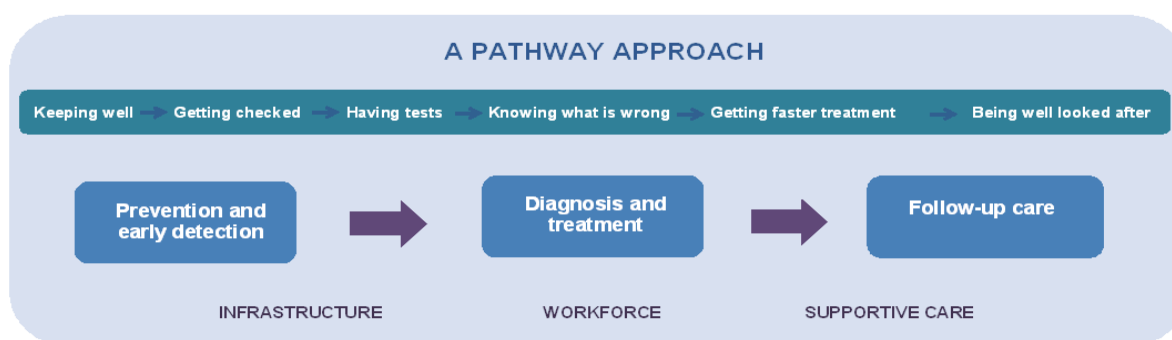 A PATHWAY APPROACH
Keeping well Getting checked Having tests Knowing what is wrong Getting faster treatment Being well looked after
Prevention and
early detection
Diagnosis and
treatment
Follow-up care
INFRASTRUCTURE WORKFORCE SUPPORTIVE CARE